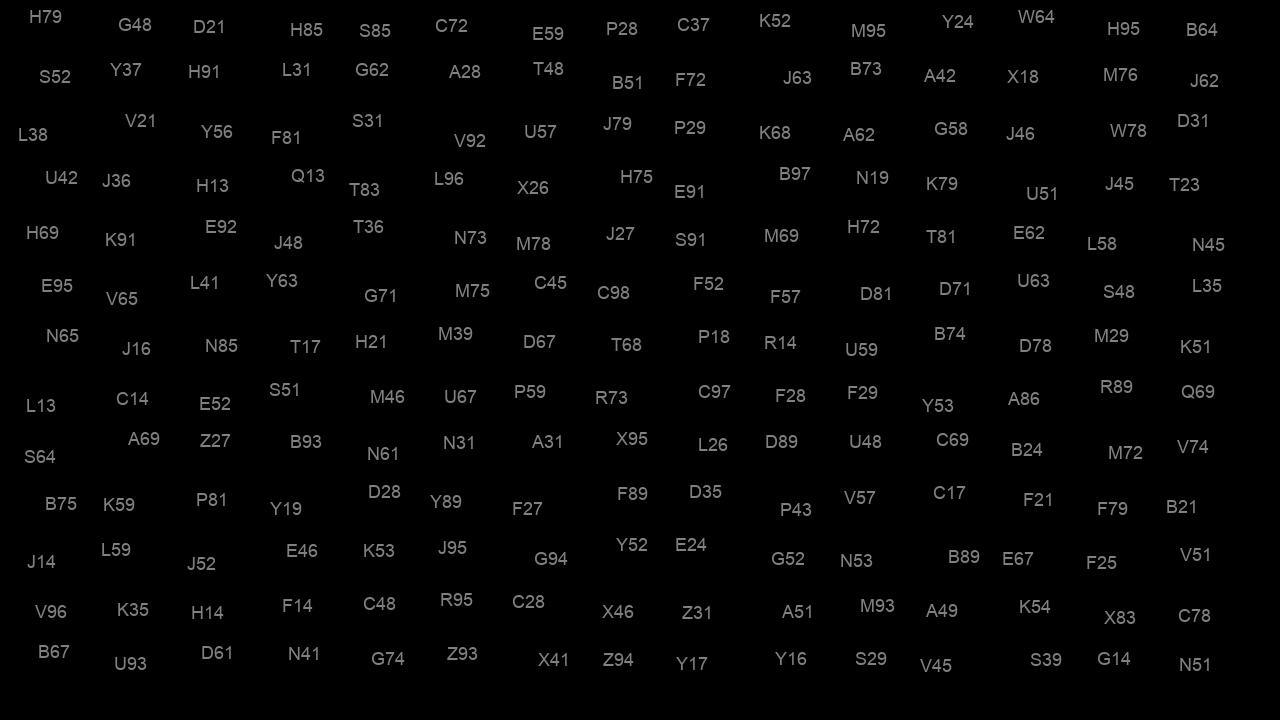 H79 G48 D21 H85 S85 C72 E59 P28 C37 K52 M95 Y24 W64 H95 B64
S52 Y37 H91 L31 G62 A28 T48 B51 F72 J63 B73 A42 X18 M76 J62
L38 V21 Y56 F81 S31 V92 U57 J79 P29 K68 A62 G58 J46 W78 D31
U42 J36 H13 Q13 T83 L96 X26 H75 E91 B97 N19 K79 U51 J45 T23
H69 K91 E92 J48 T36 N73 M78 J27 S91 M69 H72 T81 E62 L58 N45
E95 V65 L41 Y63 G71 M75 C45 C98 F52 F57 D81 D71 U63 S48 L35
N65 J16 N85 T17 H21 M39 D67 T68 P18 R14 U59 B74 D78 M29 K51
L13 C14 E52 S51 M46 U67 P59 R73 C97 F28 F29 Y53 A86 R89 Q69
S64 A69 Z27 B93 N61 N31 A31 X95 L26 D89 U48 C69 B24 M72 V74
B75 K59 P81 Y19 D28 Y89 F27 F89 D35 P43 V57 C17 F21 F79 B21
J14 L59 J52 E46 K53 J95 G94 Y52 E24 G52 N53 B89 E67 F25 V51
V96 K35 H14 F14 C48 R95 C28 X46 Z31 A51 M93 A49 K54 X83 C78
B67 U93 D61 N41 G74 Z93 X41 Z94 Y17 Y16 S29 V45 S39 G14 N51